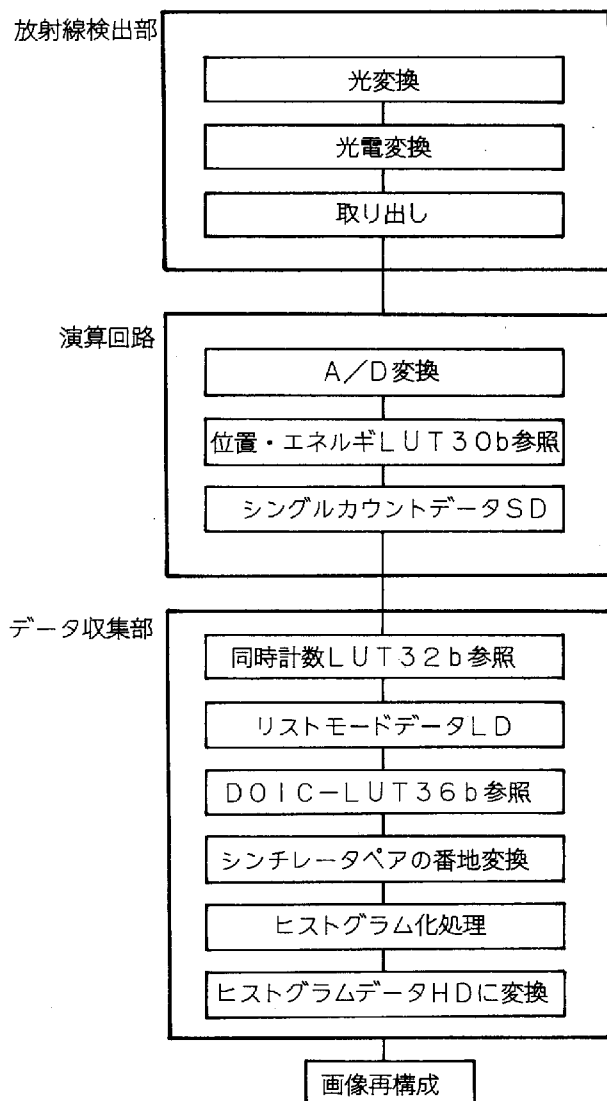 放射線検出部
光変換
光電変換
取り出し
演算回路
A/D変換
位置・エネルギLUT30b参照
シングルカウントデータSD
データ収集部
同時計数LUT32b参照
リストモードデータLD
DOIC-LUT36b参照
シンチレータペアの番地変換
ヒストグラム化処理
ヒストグラムデータHDに変換
画像再構成